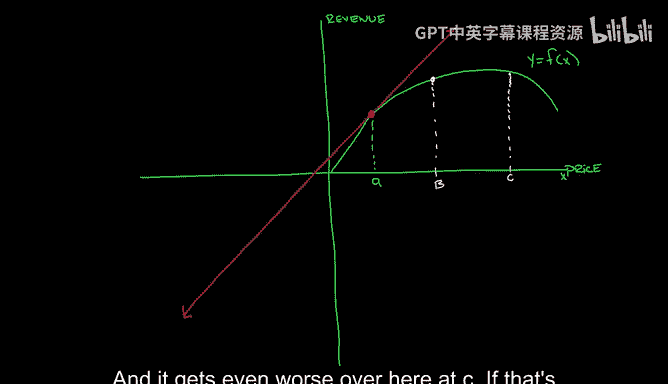 REVENUE
GPT中英字幕课程资源 bilibili
y=f(x)
a
B
C
x PRICE
And it gets even worse over here at c. If that's